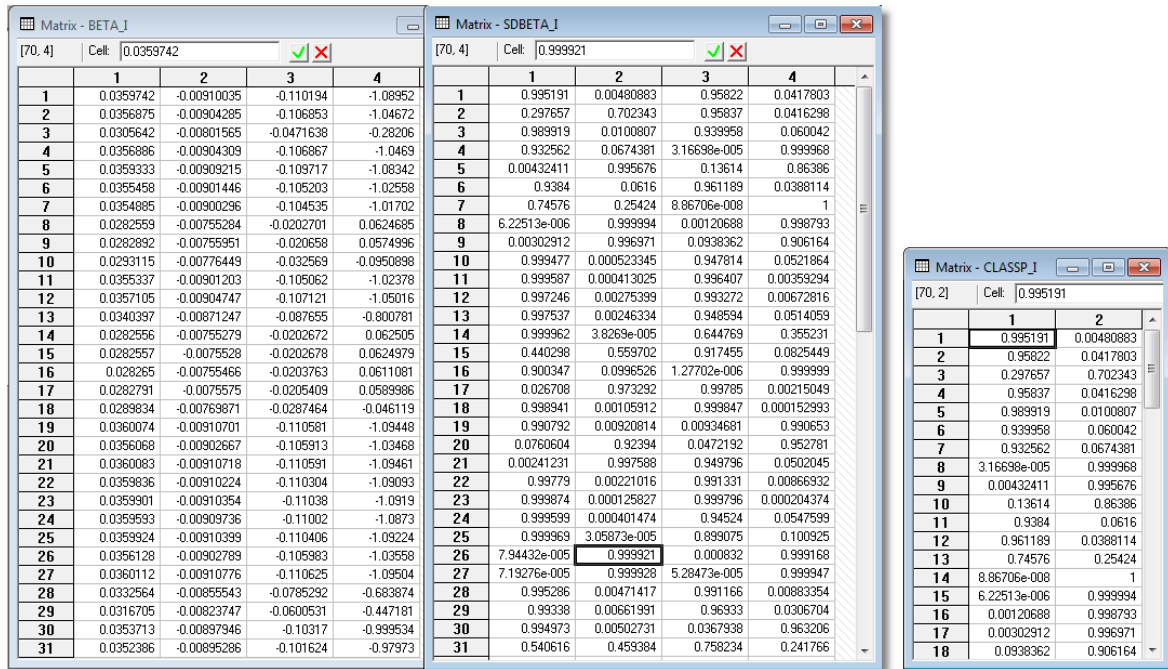 Matrix - BETA_I
[70, 4] Cell: 0.0359742
1 2 3 4
1 0.0359742 -0.00910035 -0.110194 -1.08952
2 0.0356875 -0.00904285 -0.106853 -1.04672
3 0.0305642 -0.00801565 -0.0471638 -0.28206
4 0.0356886 -0.00904309 -0.106867 -1.0469
5 0.0359333 -0.00909215 -0.109717 -1.08342
6 0.0355458 -0.00901446 -0.105203 -1.02558
7 0.0354885 -0.00900296 -0.104535 -1.01702
8 0.0282559 -0.00755284 -0.0202701 0.0624685
9 0.0282892 -0.00755951 -0.020658 0.0574996
10 0.0293115 -0.00776449 -0.032569 -0.0950898
11 0.0355337 -0.00901203 -0.105062 -1.02378
12 0.0357105 -0.00904747 -0.107121 -1.05016
13 0.0340397 -0.00871247 -0.087655 -0.800781
14 0.0282556 -0.00755279 -0.0202672 0.062505
15 0.0282557 -0.0075528 -0.0202678 0.0624979
16 0.028265 -0.00755466 -0.0203763 0.0611081
17 0.0282791 -0.0075575 -0.0205409 0.0589986
18 0.0289834 -0.00769871 -0.0287464 -0.046119
19 0.0360074 -0.00910701 -0.110581 -1.09448
20 0.0356068 -0.00902667 -0.105913 -1.03468
21 0.0360083 -0.00910718 -0.110591 -1.09461
22 0.0359836 -0.00910224 -0.110304 -1.09093
23 0.0359901 -0.00910354 -0.11038 -1.0919
24 0.0359593 -0.00909736 -0.11002 -1.0873
25 0.0359924 -0.00910399 -0.110406 -1.09224
26 0.0356128 -0.00902789 -0.105983 -1.03558
27 0.0360112 -0.00910776 -0.110625 -1.09504
28 0.0332564 -0.00855543 -0.0785292 -0.683874
29 0.0316705 -0.00823747 -0.0600531 -0.447181
30 0.0353713 -0.00897946 -0.10317 -0.999534
31 0.0352386 -0.00895286 -0.101624 -0.97973
Matrix - SDBETA_I
[70, 4] Cell: 0.999921
1 2 3 4
1 0.995191 0.00480883 0.95822 0.0417803
2 0.297657 0.702343 0.95837 0.0416298
3 0.989919 0.0100807 0.939958 0.060042
4 0.932562 0.0674381 3.16698e-005 0.999968
5 0.00432411 0.995676 0.13614 0.86386
6 0.9384 0.0616 0.961189 0.0388114
7 0.74576 0.25424 8.86706e-008 1
8 6.22513e-006 0.999994 0.00120688 0.998793
9 0.00302912 0.996971 0.0938362 0.906164
10 0.999477 0.000523345 0.947814 0.0521864
11 0.999587 0.000413025 0.996407 0.00359294
12 0.997246 0.00275399 0.993272 0.00672816
13 0.997537 0.00246334 0.948594 0.0514059
14 0.999962 3.8269e-005 0.644769 0.355231
15 0.440298 0.559702 0.917455 0.0825449
16 0.900347 0.0996526 1.27702e-006 0.999999
17 0.026708 0.973292 0.99785 0.00215049
18 0.998941 0.00105912 0.999847 0.000152993
19 0.990792 0.00920814 0.00934681 0.990653
20 0.0760604 0.92394 0.0472192 0.952781
21 0.00241231 0.997588 0.949796 0.0502045
22 0.99779 0.00221016 0.991331 0.00866932
23 0.999874 0.000125827 0.999796 0.000204374
24 0.999599 0.000401474 0.94524 0.0547599
25 0.999969 3.05873e-005 0.899075 0.100925
26 7.94432e-005 0.999921 0.000832 0.999168
27 7.19276e-005 0.999928 5.28473e-005 0.999947
28 0.995286 0.00471417 0.991166 0.00883354
29 0.99338 0.00661991 0.96933 0.0306704
30 0.994973 0.00502731 0.0367938 0.963206
31 0.540616 0.459384 0.758234 0.241766
Matrix - CLASSP_I
[70, 2] Cell: 0.995191
1 2
1 0.995191 0.00480883
2 0.95822 0.0417803
3 0.297657 0.702343
4 0.95837 0.0416298
5 0.989919 0.0100807
6 0.939958 0.060042
7 0.932562 0.0674381
8 3.16698e-005 0.999968
9 0.00432411 0.995676
10 0.13614 0.86386
11 0.9384 0.0616
12 0.961189 0.0388114
13 0.74576 0.25424
14 8.86706e-008 1
15 6.22513e-006 0.999994
16 0.00120688 0.998793
17 0.00302912 0.996971
18 0.0938362 0.906164